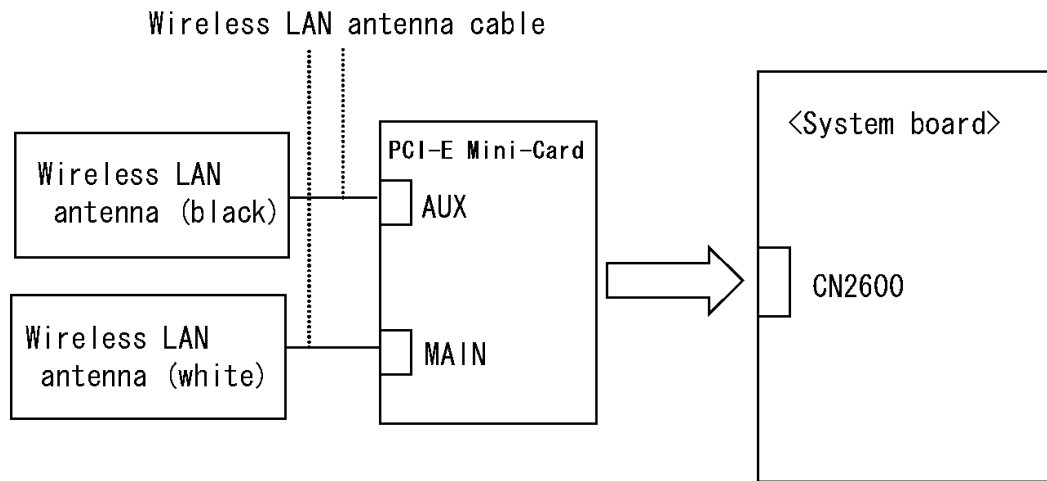 Wireless LAN antenna cable
<System board>
PCI-E Mini-Card
Wireless LAN
antenna (black)
AUX
CN2600
Wireless LAN
antenna (white)
MAIN